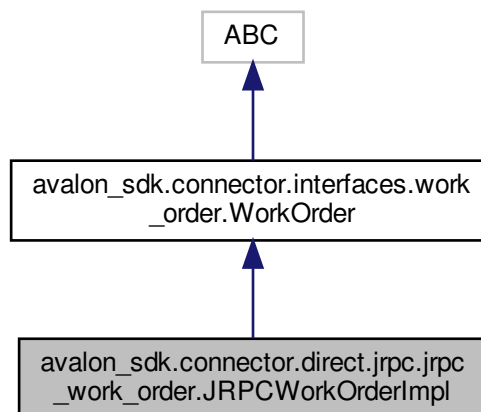 ABC
avalon_sdk.connector.interfaces.work
_order.WorkOrder
avalon_sdk.connector.direct.jrpc.jrpc
_work_order.JRPCWorkOrderImpl